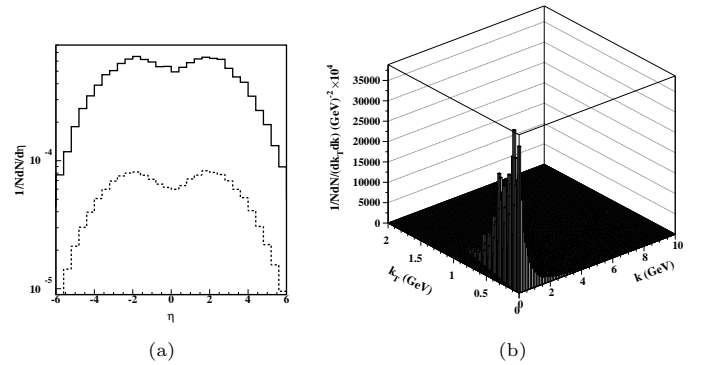 1/NdN/dη
10 -4
10 -5
-6 -4 -2 0 2 4 6
η
(a)
1/NdN/(dk_T dk) (GeV)^-2 ×10^4
35000
30000
25000
20000
15000
10000
5000
0
2 1.5 1 0.5 0
k_T (GeV)
0 2 4 6 8 10
k (GeV)
(b)